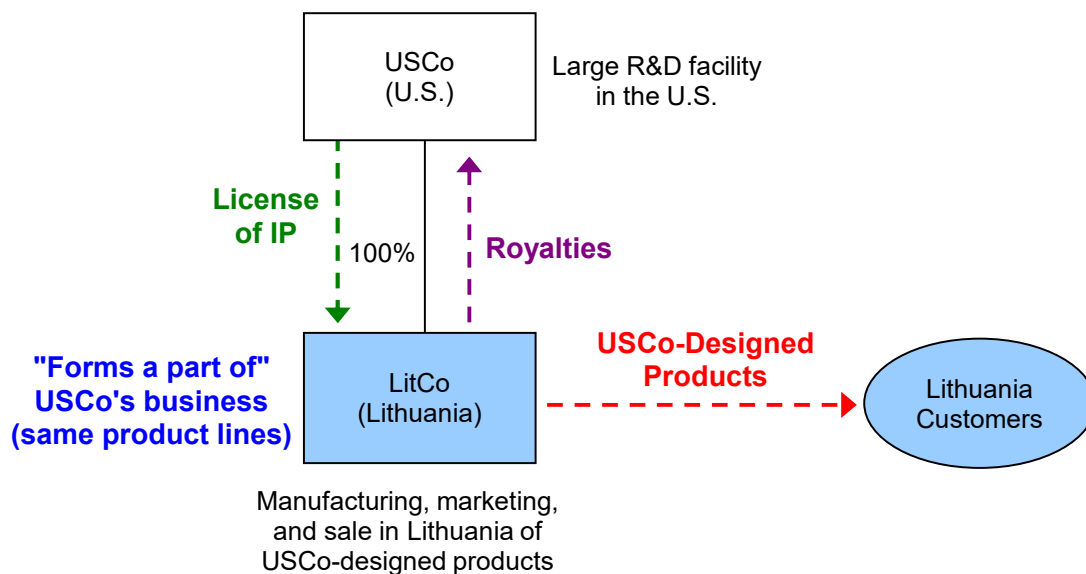 USCo
(U.S.)
Large R&D facility
in the U.S.
License
of IP
100%
Royalties
"Forms a part of"
USCo's business
(same product lines)
LitCo
(Lithuania)
USCo-Designed
Products
Lithuania
Customers
Manufacturing, marketing,
and sale in Lithuania of
USCo-designed products